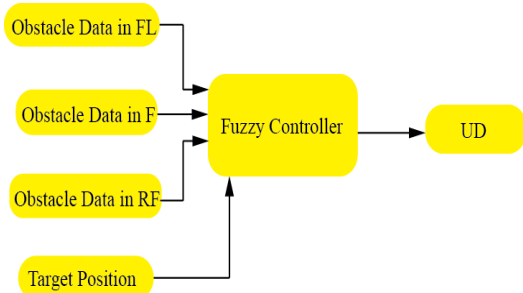 Obstacle Data in FL
Obstacle Data in F
Fuzzy Controller
UD
Obstacle Data in RF
Target Position